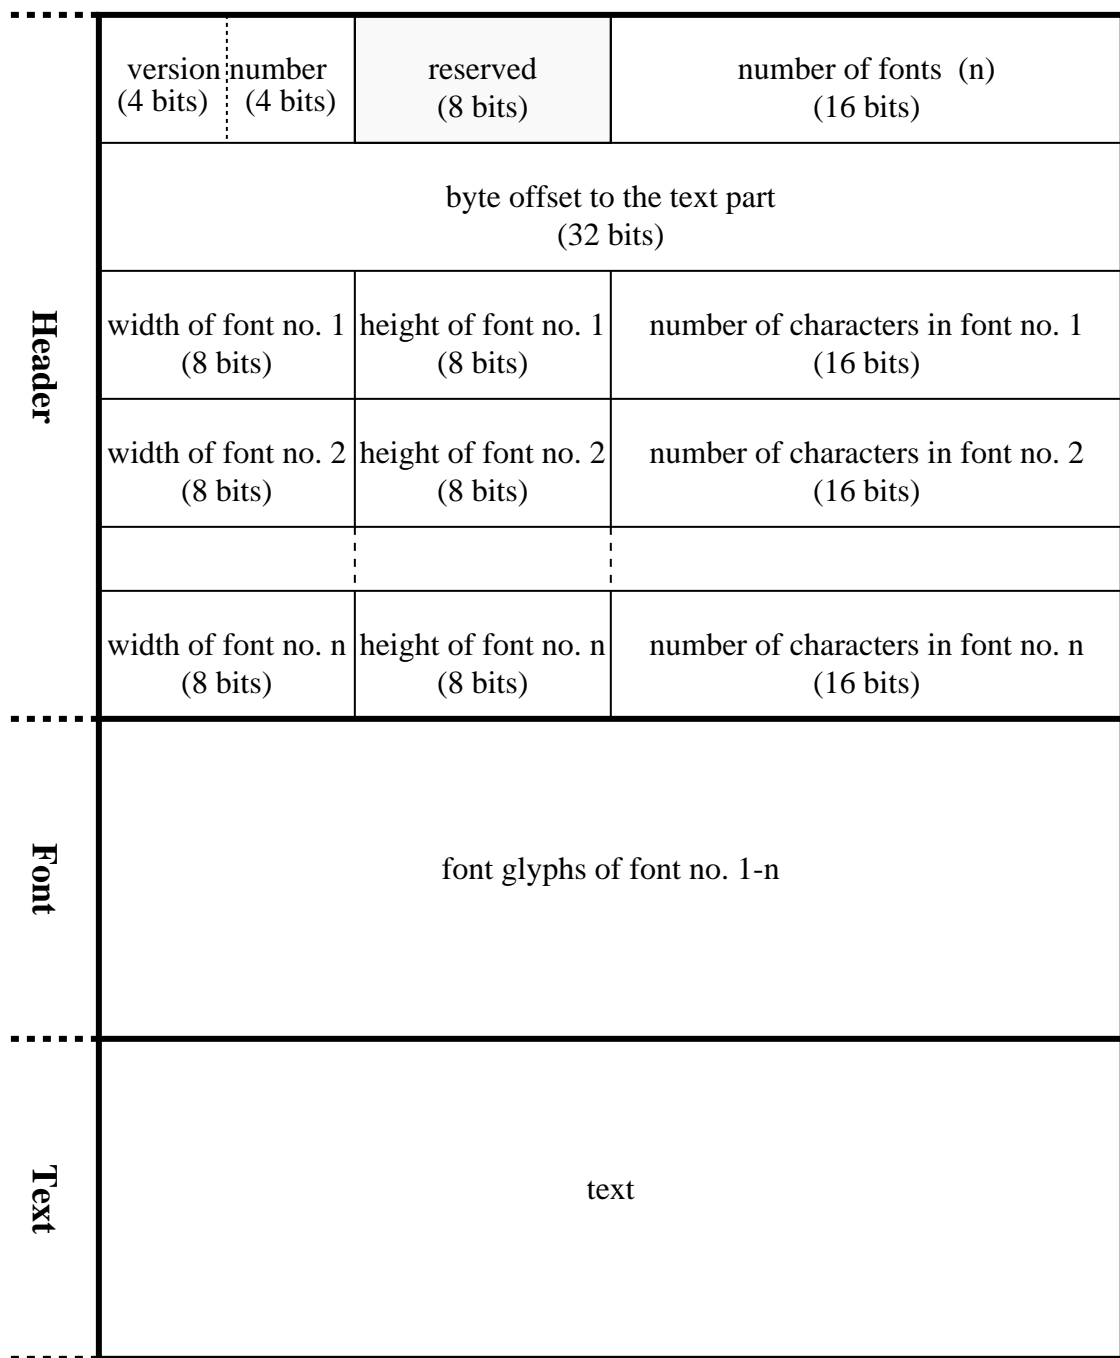 version number
(4 bits) (4 bits)
reserved
(8 bits)
number of fonts (n)
(16 bits)
byte offset to the text part
(32 bits)
Header
width of font no. 1
(8 bits)
height of font no. 1
(8 bits)
number of characters in font no. 1
(16 bits)
width of font no. 2
(8 bits)
height of font no. 2
(8 bits)
number of characters in font no. 2
(16 bits)
width of font no. n
(8 bits)
height of font no. n
(8 bits)
number of characters in font no. n
(16 bits)
Font
font glyphs of font no. 1-n
Text
text